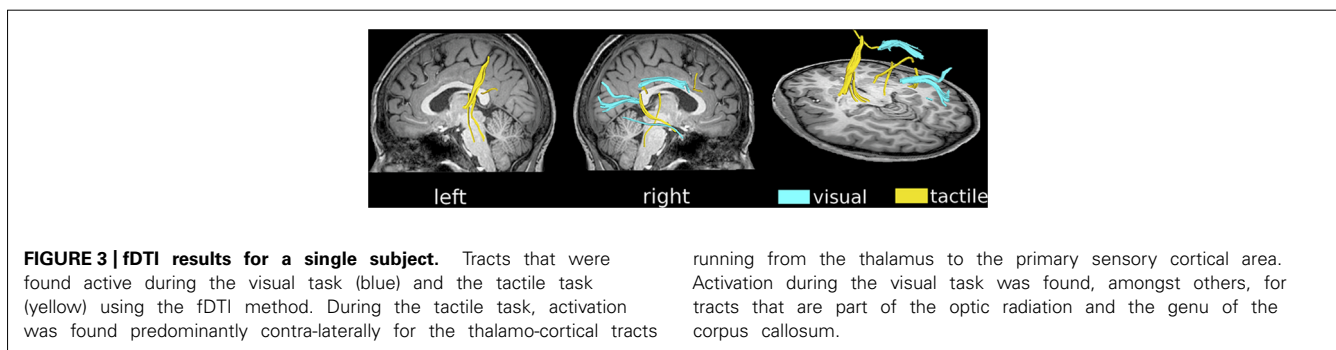 left
right
visual
tactile
FIGURE 3 | fDTI results for a single subject. Tracts that were
found active during the visual task (blue) and the tactile task
(yellow) using the fDTI method. During the tactile task, activation
was found predominantly contra-laterally for the thalamo-cortical tracts
running from the thalamus to the primary sensory cortical area.
Activation during the visual task was found, amongst others, for
tracts that are part of the optic radiation and the genu of the
corpus callosum.